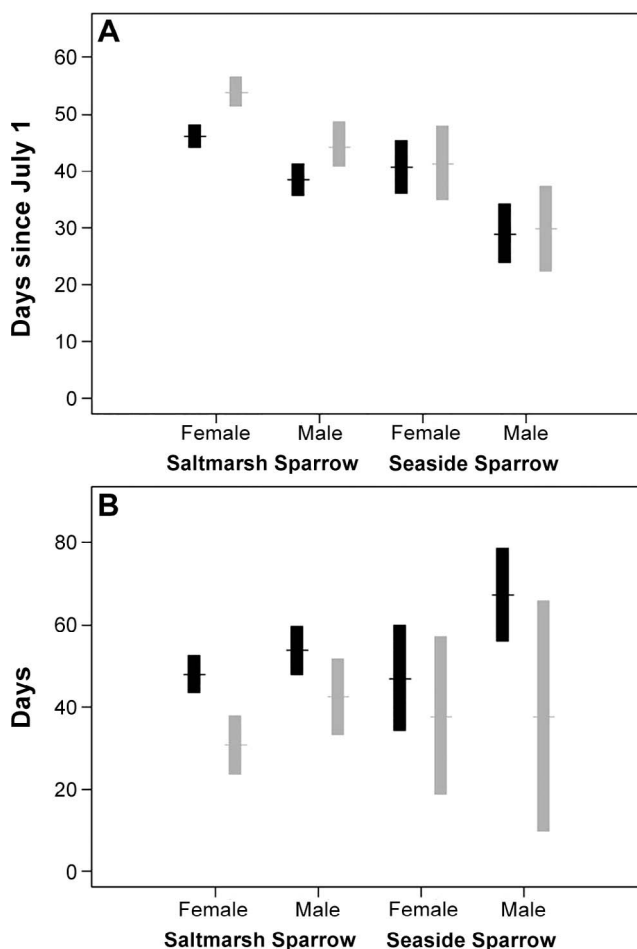 A
60
50
40
30
20
10
0
Days since July 1
Female Male Female Male
Saltmarsh Sparrow Seaside Sparrow
B
80
60
40
20
0
Days
Female Male Female Male
Saltmarsh Sparrow Seaside Sparrow